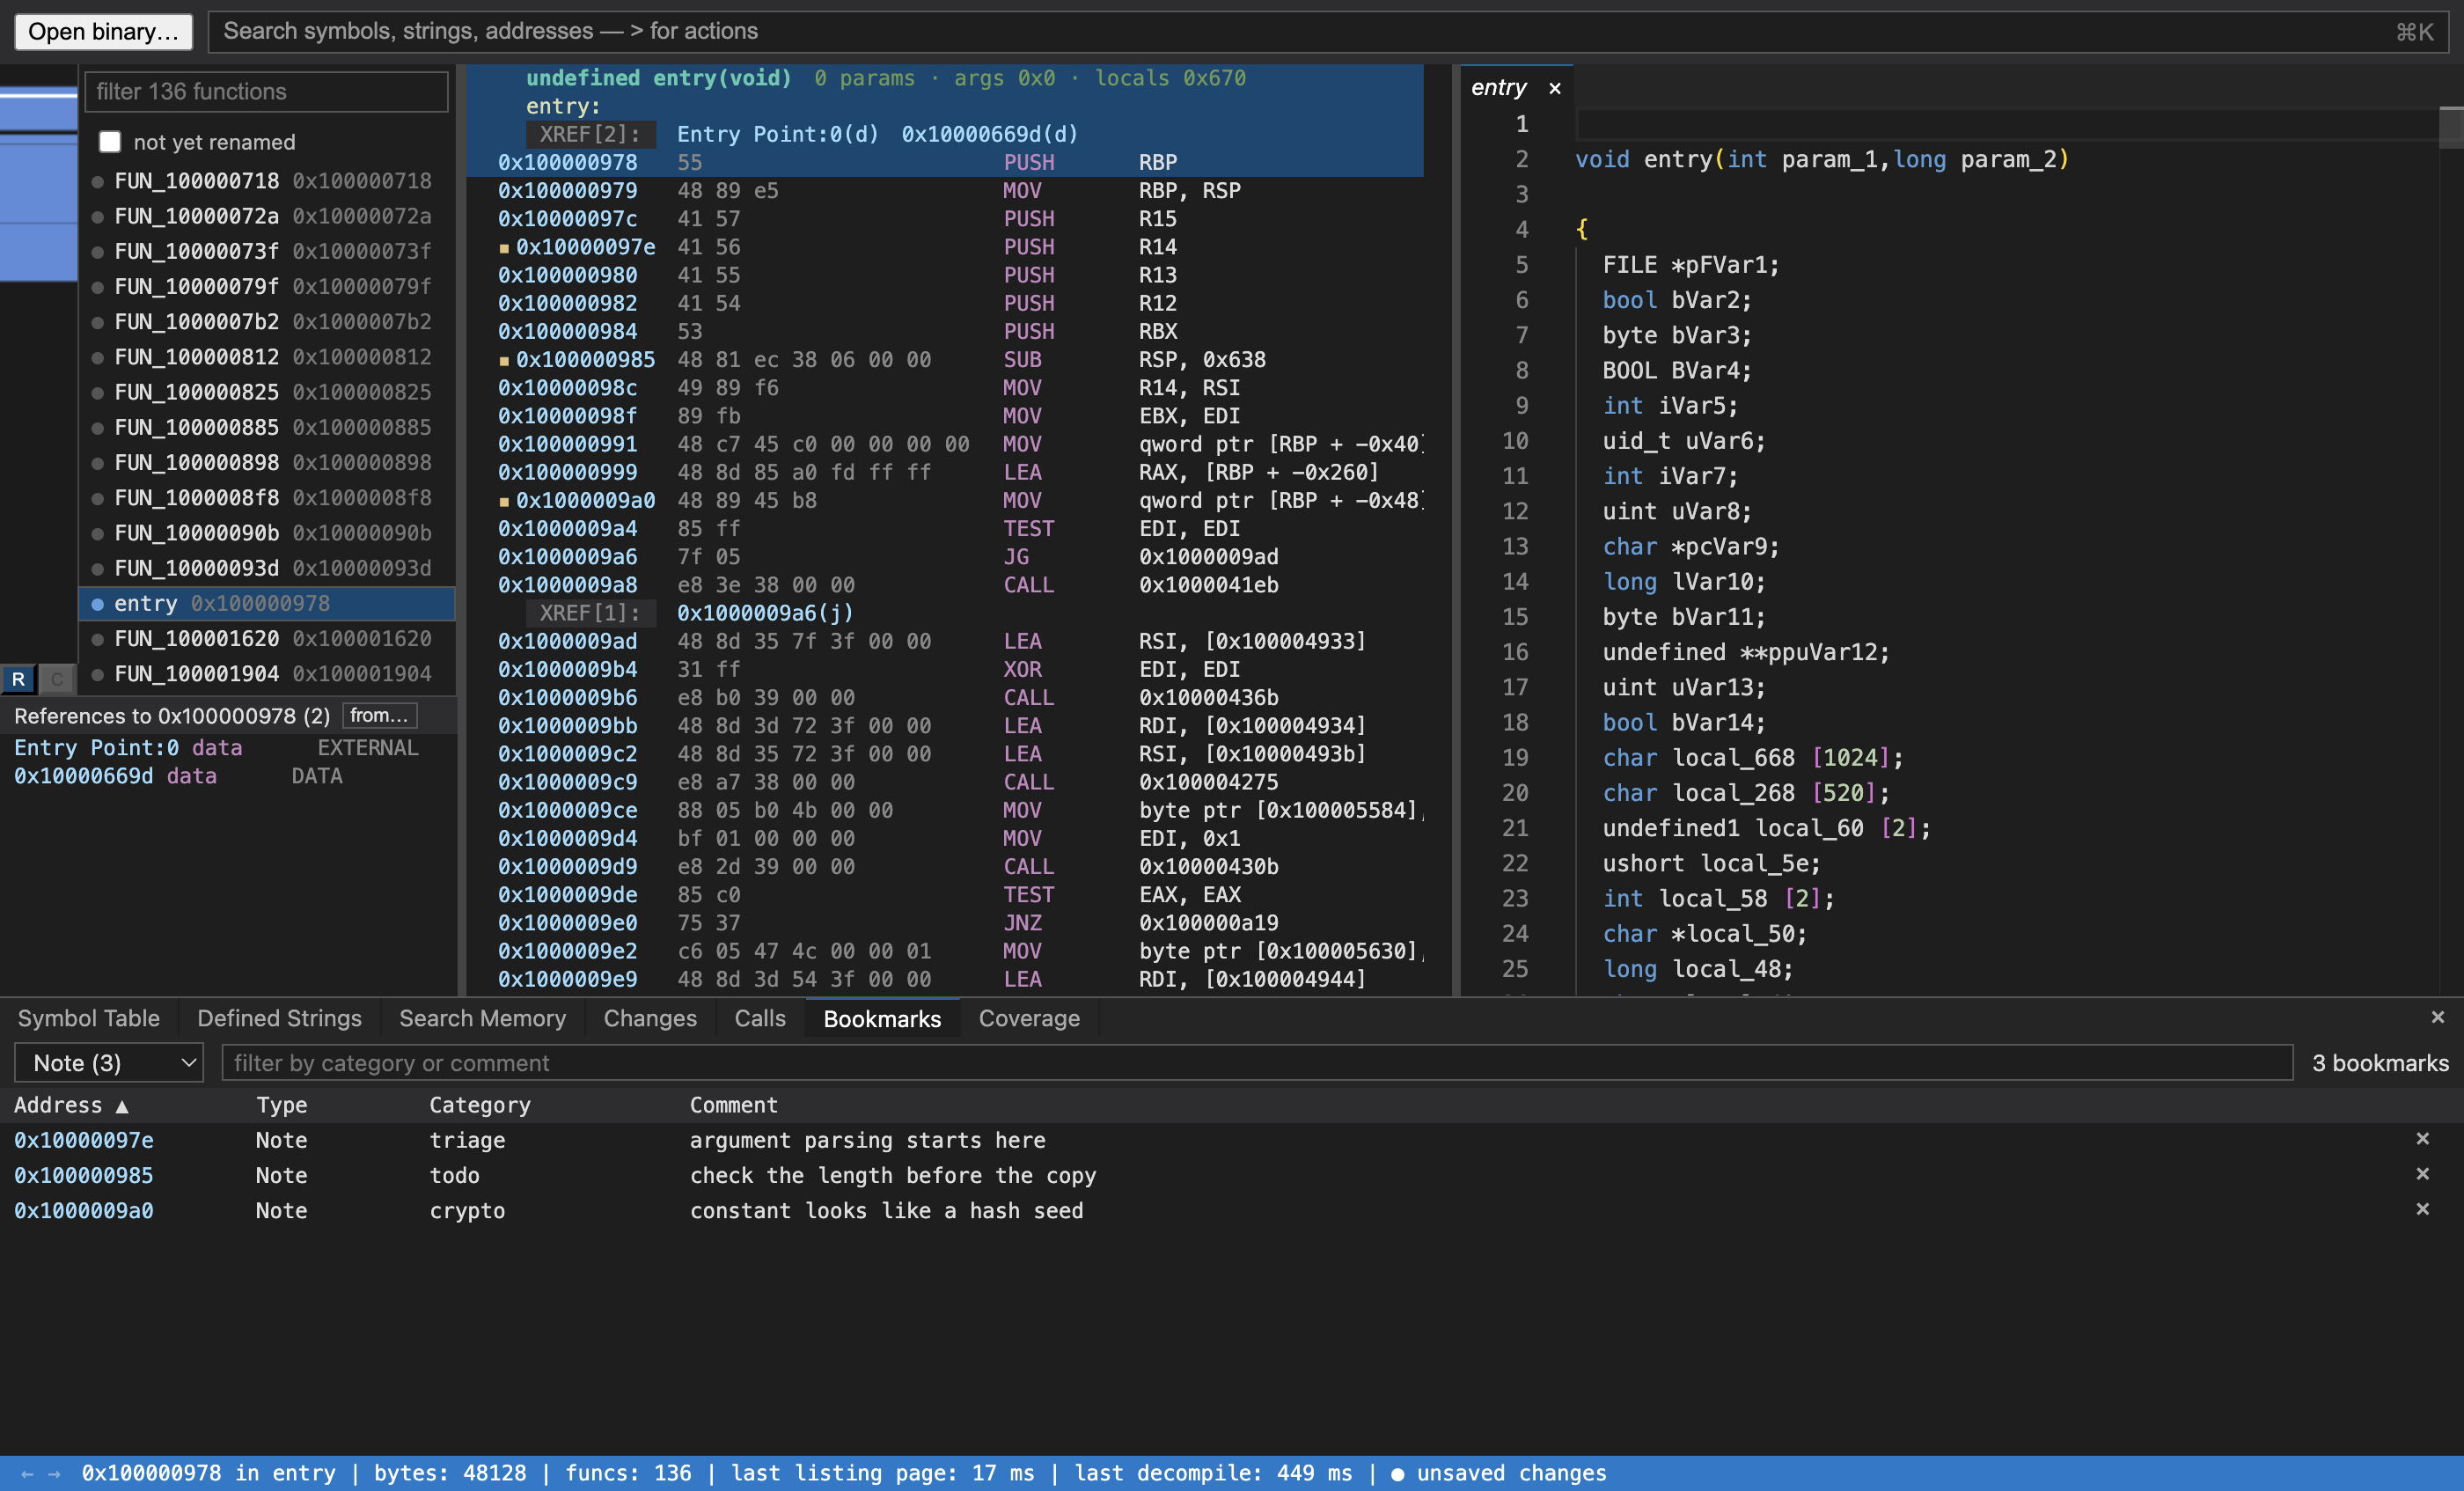 Open binary… Search symbols, strings, addresses — > for actions ⌘K
filter 136 functions
not yet renamed
FUN_100000718 0x100000718
FUN_10000072a 0x10000072a
FUN_10000073f 0x10000073f
FUN_10000079f 0x10000079f
FUN_1000007b2 0x1000007b2
FUN_100000812 0x100000812
FUN_100000825 0x100000825
FUN_100000885 0x100000885
FUN_100000898 0x100000898
FUN_1000008f8 0x1000008f8
FUN_10000090b 0x10000090b
FUN_10000093d 0x10000093d
entry 0x100000978
FUN_100001620 0x100001620
FUN_100001904 0x100001904
R C
References to 0x100000978 (2) from…
Entry Point:0 data EXTERNAL
0x10000669d data DATA
undefined entry(void) 0 params · args 0x0 · locals 0x670
entry:
XREF[2]: Entry Point:0(d) 0x10000669d(d)
0x100000978 55 PUSH RBP
0x100000979 48 89 e5 MOV RBP, RSP
0x10000097c 41 57 PUSH R15
0x10000097e 41 56 PUSH R14
0x100000980 41 55 PUSH R13
0x100000982 41 54 PUSH R12
0x100000984 53 PUSH RBX
0x100000985 48 81 ec 38 06 00 00 SUB RSP, 0x638
0x10000098c 49 89 f6 MOV R14, RSI
0x10000098f 89 fb MOV EBX, EDI
0x100000991 48 c7 45 c0 00 00 00 00 MOV qword ptr [RBP + -0x40]
0x100000999 48 8d 85 a0 fd ff ff LEA RAX, [RBP + -0x260]
0x1000009a0 48 89 45 b8 MOV qword ptr [RBP + -0x48]
0x1000009a4 85 ff TEST EDI, EDI
0x1000009a6 7f 05 JG 0x1000009ad
0x1000009a8 e8 3e 38 00 00 CALL 0x1000041eb
XREF[1]: 0x1000009a6(j)
0x1000009ad 48 8d 35 7f 3f 00 00 LEA RSI, [0x100004933]
0x1000009b4 31 ff XOR EDI, EDI
0x1000009b6 e8 b0 39 00 00 CALL 0x10000436b
0x1000009bb 48 8d 3d 72 3f 00 00 LEA RDI, [0x100004934]
0x1000009c2 48 8d 35 72 3f 00 00 LEA RSI, [0x10000493b]
0x1000009c9 e8 a7 38 00 00 CALL 0x100004275
0x1000009ce 88 05 b0 4b 00 00 MOV byte ptr [0x100005584],
0x1000009d4 bf 01 00 00 00 MOV EDI, 0x1
0x1000009d9 e8 2d 39 00 00 CALL 0x10000430b
0x1000009de 85 c0 TEST EAX, EAX
0x1000009e0 75 37 JNZ 0x100000a19
0x1000009e2 c6 05 47 4c 00 00 01 MOV byte ptr [0x100005630],
0x1000009e9 48 8d 3d 54 3f 00 00 LEA RDI, [0x100004944]
entry ×
1
2 void entry(int param_1,long param_2)
3
4 {
5 FILE *pFVar1;
6 bool bVar2;
7 byte bVar3;
8 BOOL BVar4;
9 int iVar5;
10 uid_t uVar6;
11 int iVar7;
12 uint uVar8;
13 char *pcVar9;
14 long lVar10;
15 byte bVar11;
16 undefined **ppuVar12;
17 uint uVar13;
18 bool bVar14;
19 char local_668 [1024];
20 char local_268 [520];
21 undefined1 local_60 [2];
22 ushort local_5e;
23 int local_58 [2];
24 char *local_50;
25 long local_48;
Symbol Table Defined Strings Search Memory Changes Calls Bookmarks Coverage ×
Note (3) filter by category or comment 3 bookmarks
Address ▲ Type Category Comment
0x10000097e Note triage argument parsing starts here ×
0x100000985 Note todo check the length before the copy ×
0x1000009a0 Note crypto constant looks like a hash seed ×
← → 0x100000978 in entry | bytes: 48128 | funcs: 136 | last listing page: 17 ms | last decompile: 449 ms | ● unsaved changes